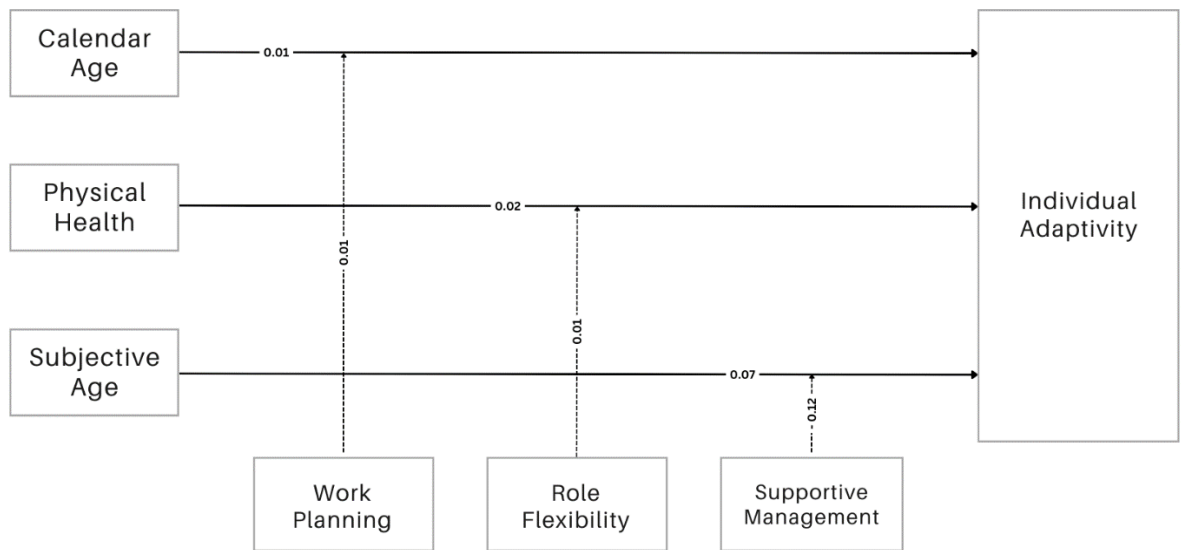 Calendar
Age
0.01
Physical
Health
0.02
0.01
Individual
Adaptivity
0.01
Subjective
Age
0.07
0.12
Work
Planning
Role
Flexibility
Supportive
Management